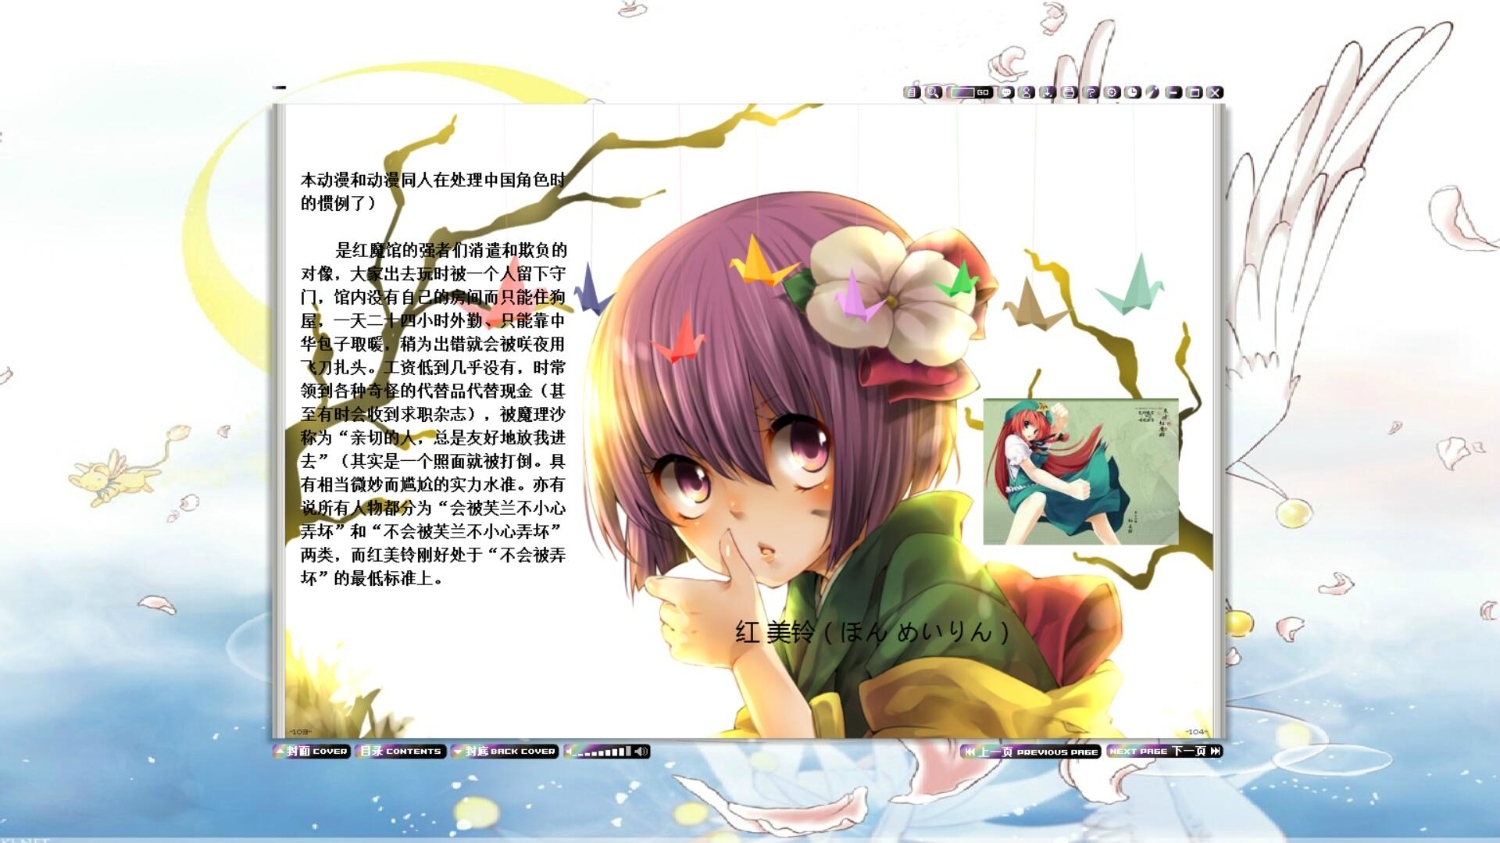 GO
本动漫和动漫同人在处理中国角色时
的惯例了）
是红魔馆的强者们消遣和欺负的
对像，大家出去玩时被一个人留下守
门，馆内没有自己的房间而只能住狗
屋，一天二十四小时外勤、只能靠中
华包子取暖，稍为出错就会被咲夜用
飞刀扎头。工资低到几乎没有，时常
领到各种奇怪的代替品代替现金（甚
至有时会收到求职杂志），被魔理沙
称为“亲切的人，总是友好地放我进
去”（其实是一个照面就被打倒。具
有相当微妙而尴尬的实力水准。亦有
说所有人物都分为“会被芙兰不小心
弄坏”和“不会被芙兰不小心弄坏”
两类，而红美铃刚好处于“不会被弄
坏”的最低标准上。
红 美铃（ほん めいりん）
-103-
-104-
封面 COVER
目录 CONTENTS
封底 BACK COVER
上一页 PREVIOUS PAGE
NEXT PAGE 下一页